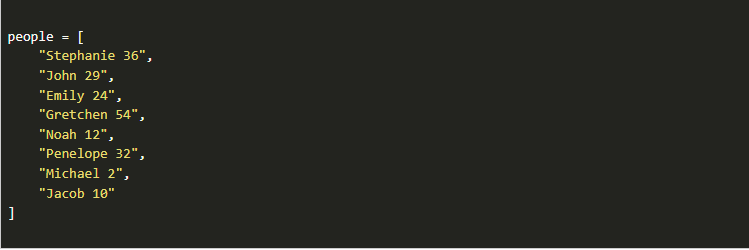 people = [
    "Stephanie 36",
    "John 29",
    "Emily 24",
    "Gretchen 54",
    "Noah 12",
    "Penelope 32",
    "Michael 2",
    "Jacob 10"
]